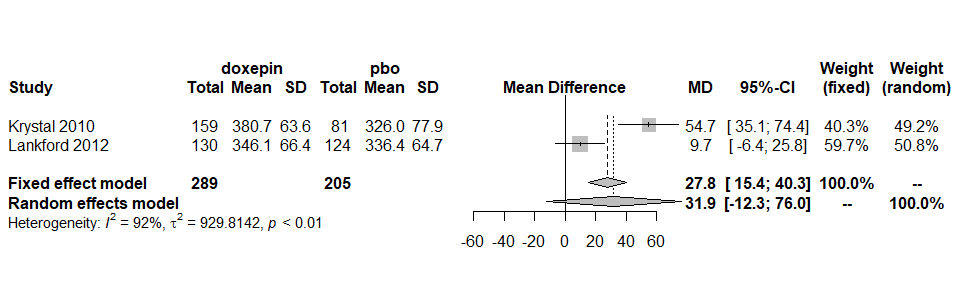 doxepin pbo Weight Weight
Study Total Mean SD Total Mean SD Mean Difference MD 95%-CI (fixed) (random)
Krystal 2010 159 380.7 63.6 81 326.0 77.9 54.7 [ 35.1; 74.4] 40.3% 49.2%
Lankford 2012 130 346.1 66.4 124 336.4 64.7 9.7 [ -6.4; 25.8] 59.7% 50.8%
Fixed effect model 289 205 27.8 [ 15.4; 40.3] 100.0% --
Random effects model 31.9 [-12.3; 76.0] -- 100.0%
Heterogeneity: I² = 92%, τ² = 929.8142, p < 0.01
-60 -40 -20 0 20 40 60